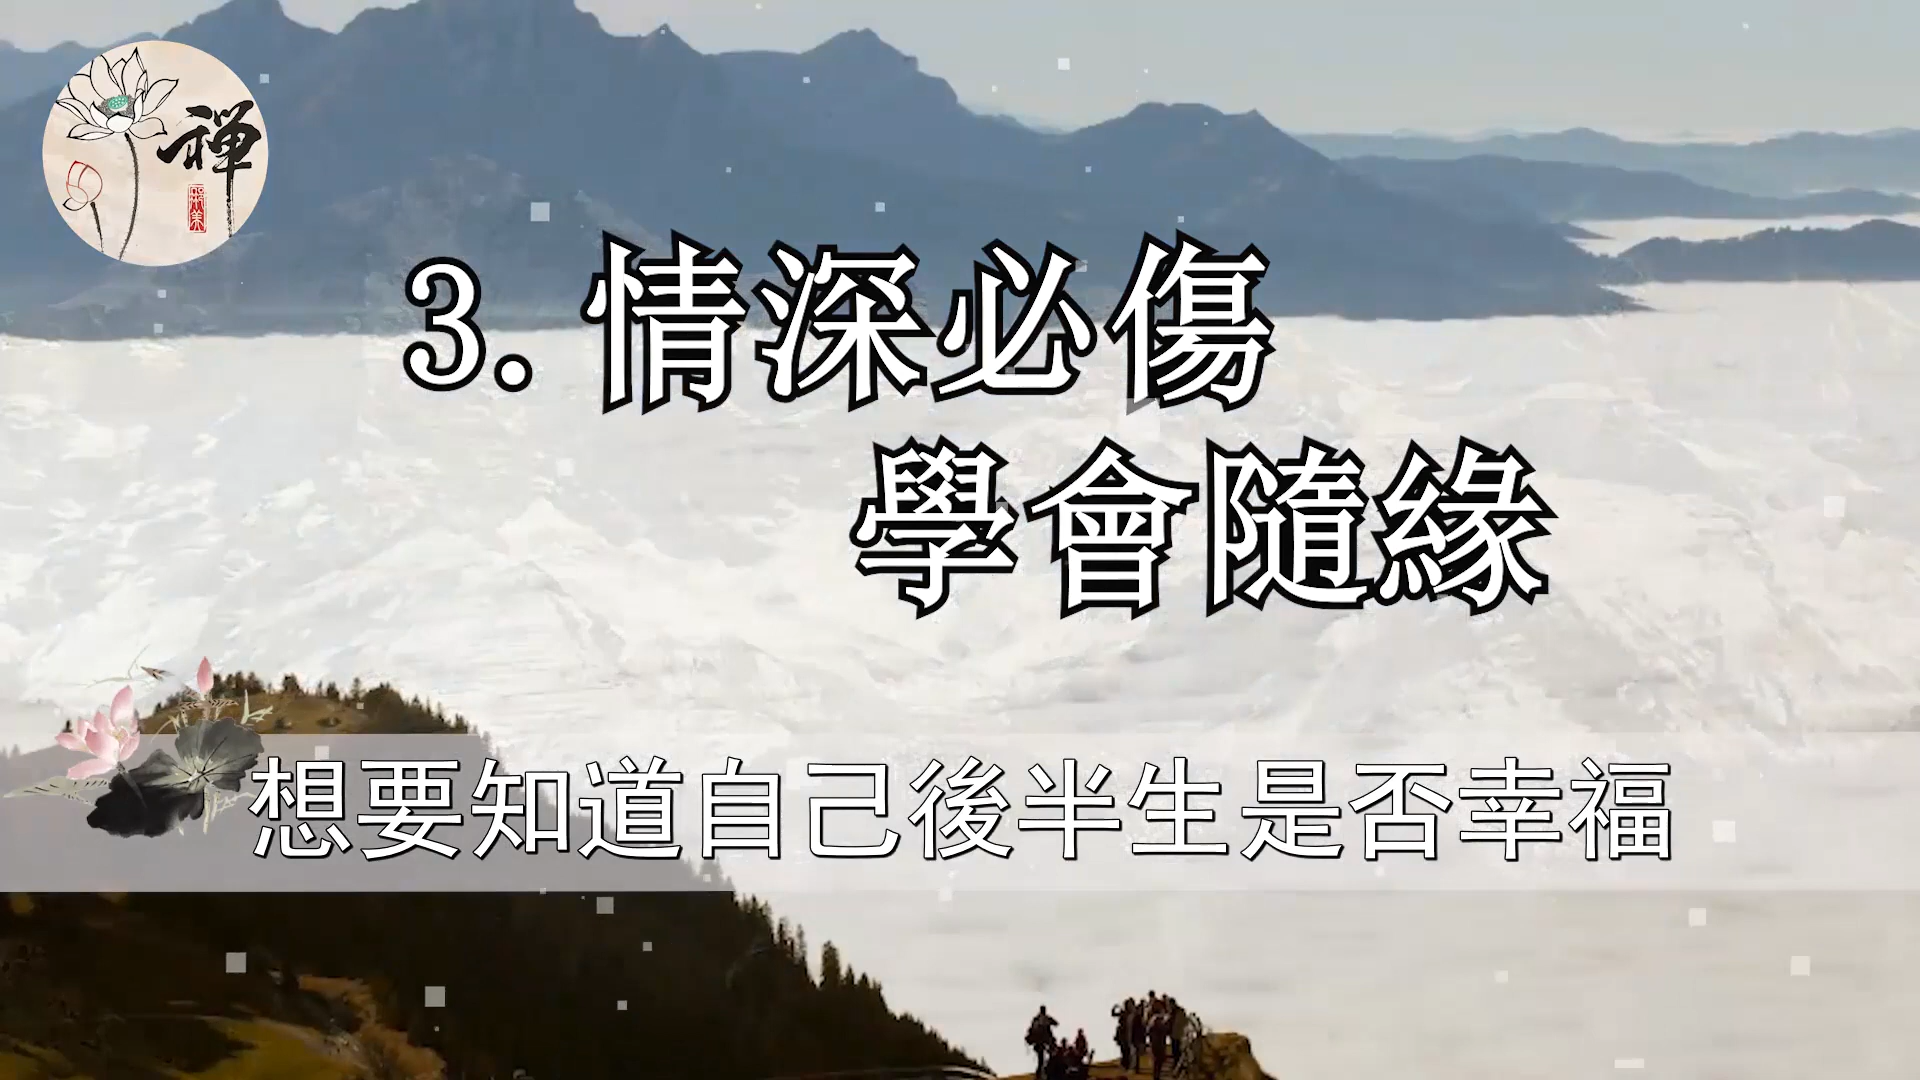 禅
3. 情深必傷
學會隨緣
想要知道自己後半生是否幸福